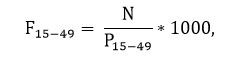 F₁₅₋₄₉ = N / P₁₅₋₄₉ * 1000,